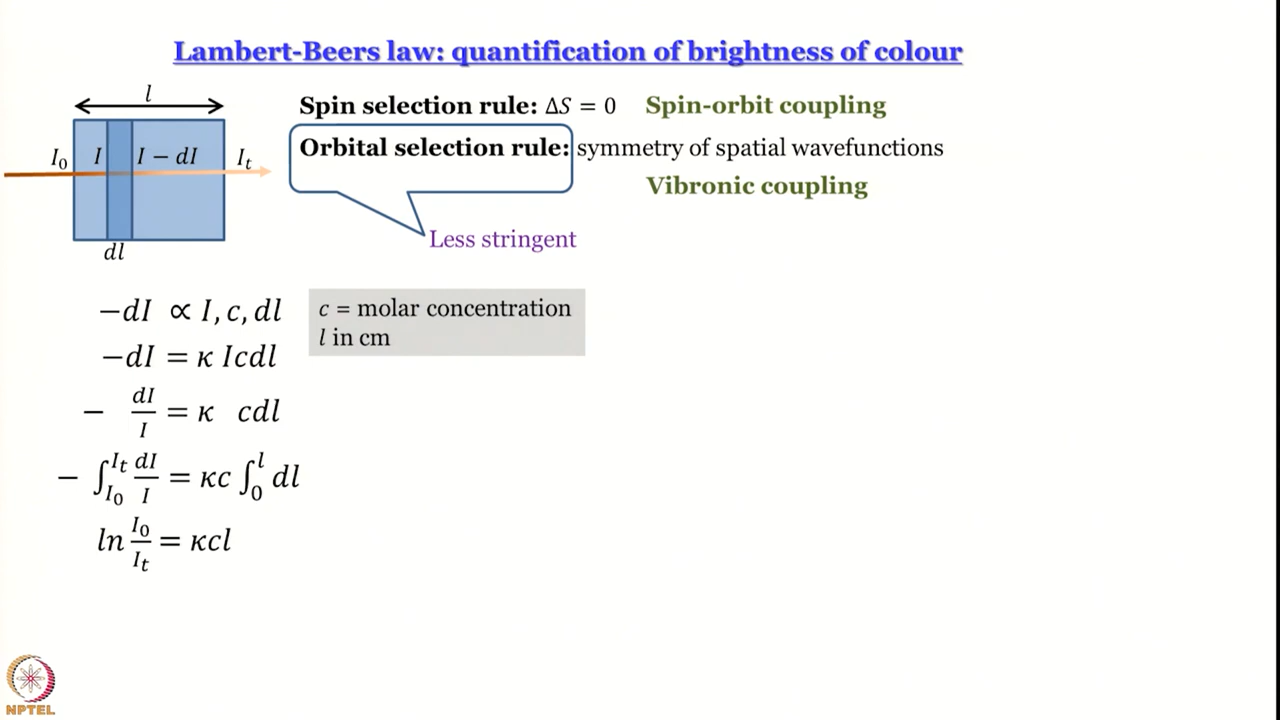 Lambert-Beers law: quantification of brightness of colour
l
I₀ I I − dI Iₜ
dl
Spin selection rule: ΔS = 0 Spin-orbit coupling
Orbital selection rule: symmetry of spatial wavefunctions
Vibronic coupling
Less stringent
−dI ∝ I, c, dl
c = molar concentration
l in cm
−dI = κ Icdl
− dI/I = κ cdl
− ∫_{I₀}^{Iₜ} dI/I = κc ∫_0^l dl
ln I₀/Iₜ = κcl
NPTEL